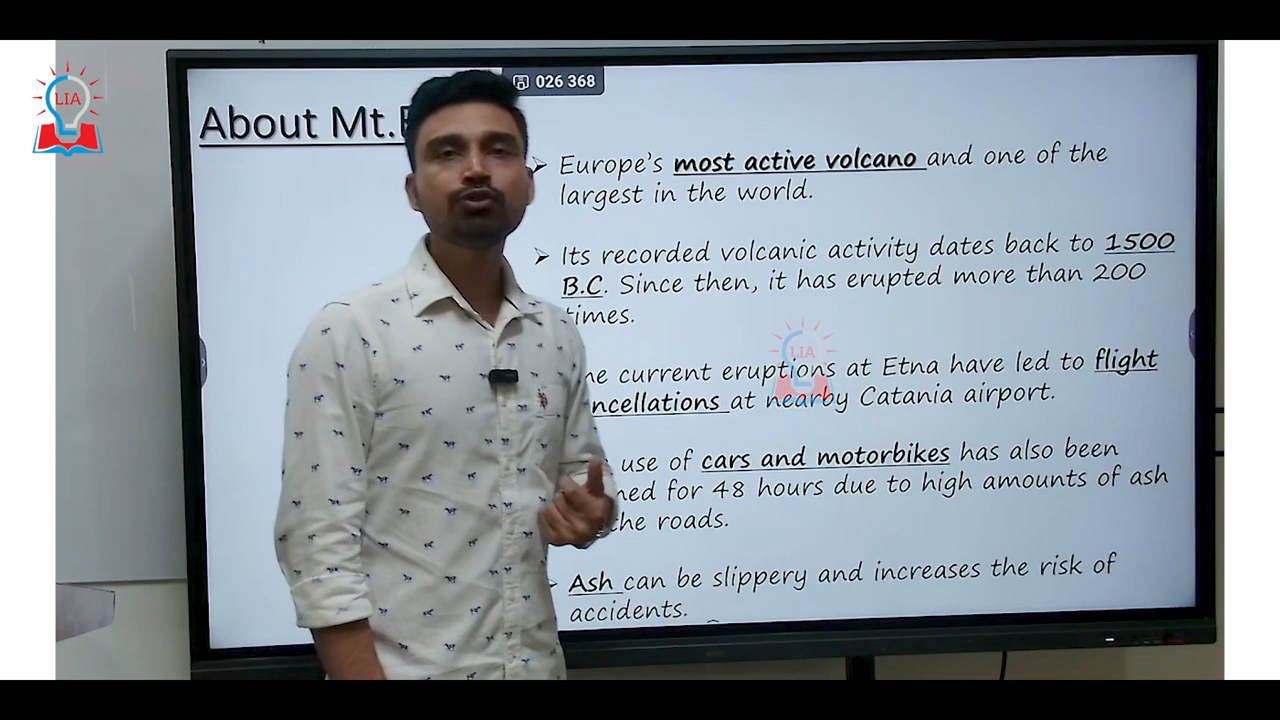 LIA
026 368
About Mt.
Europe's most active volcano and one of the
largest in the world.
Its recorded volcanic activity dates back to 1500
B.C. Since then, it has erupted more than 200
times.
current eruptions at Etna have led to flight
at nearby Catania airport.
use of cars and motorbikes has also been
for 48 hours due to high amounts of ash
the roads.
Ash can be slippery and increases the risk of
accidents.
LIA